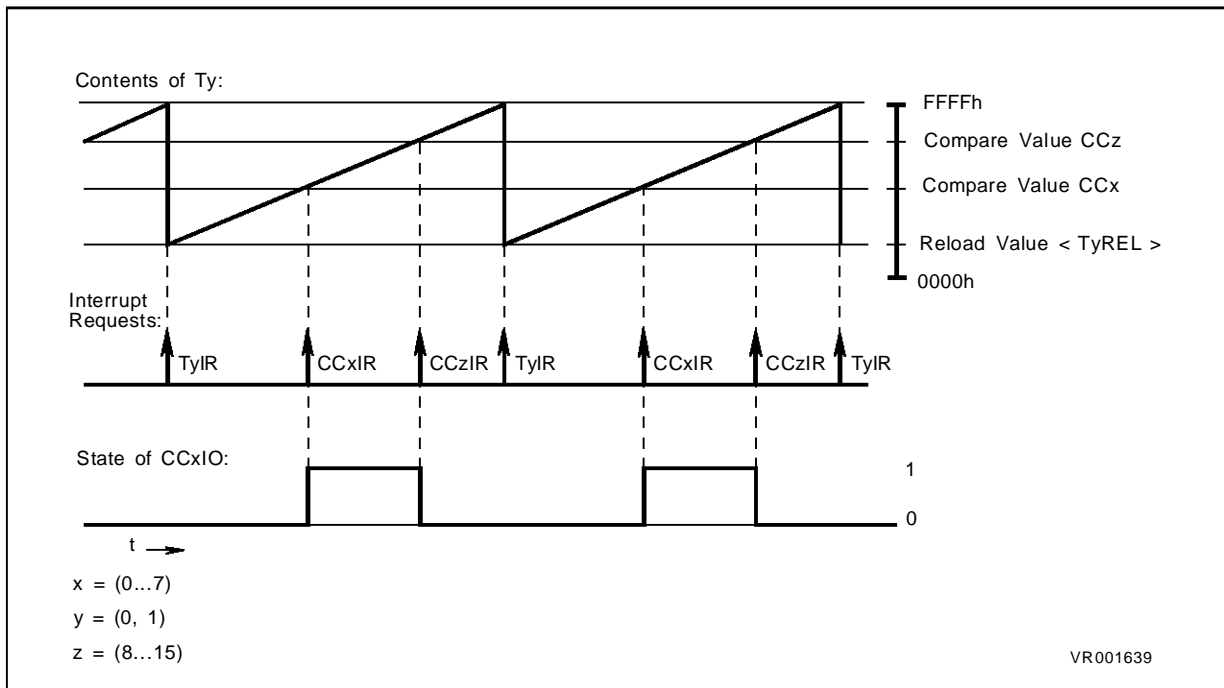 Contents of Ty:
FFFFh
Compare Value CCz
Compare Value CCx
Reload Value < TyREL >
0000h
Interrupt
Requests:
TyIR CCxIR CCzIR TyIR CCxIR CCzIR TyIR
State of CCxIO:
1
0
t
x = (0...7)
y = (0, 1)
z = (8...15)
VR001639